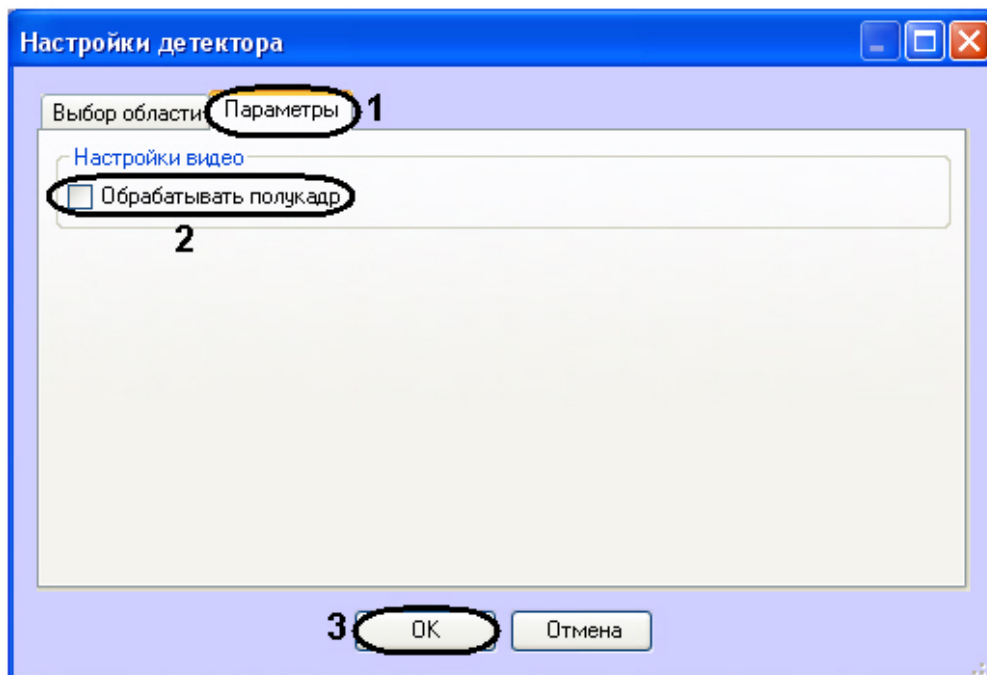 Настройки детектора
Выбор области Параметры 1
Настройки видео
Обрабатывать полукадр
2
3 OK Отмена